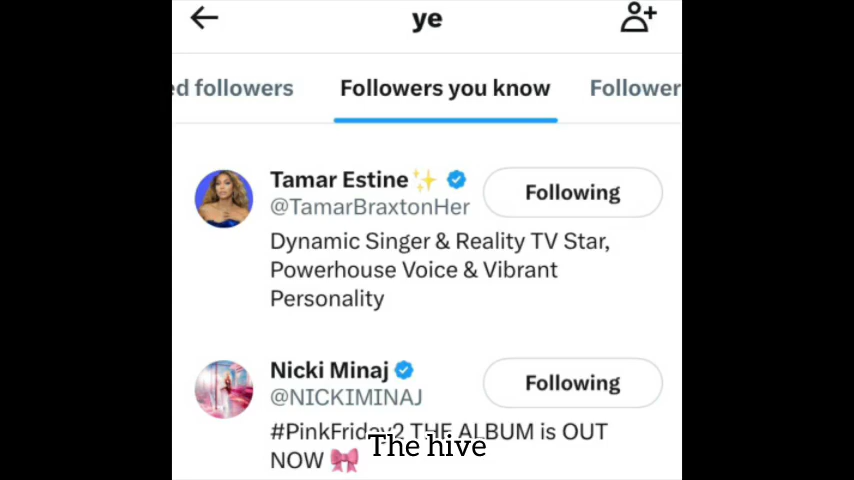 ye
ed followers Followers you know Follower
Tamar Estine✨
@TamarBraxtonHer
Following
Dynamic Singer & Reality TV Star,
Powerhouse Voice & Vibrant
Personality
Nicki Minaj
@NICKIMINAJ
Following
#PinkFriday2 THE ALBUM is OUT
NOW 🎀
The hive